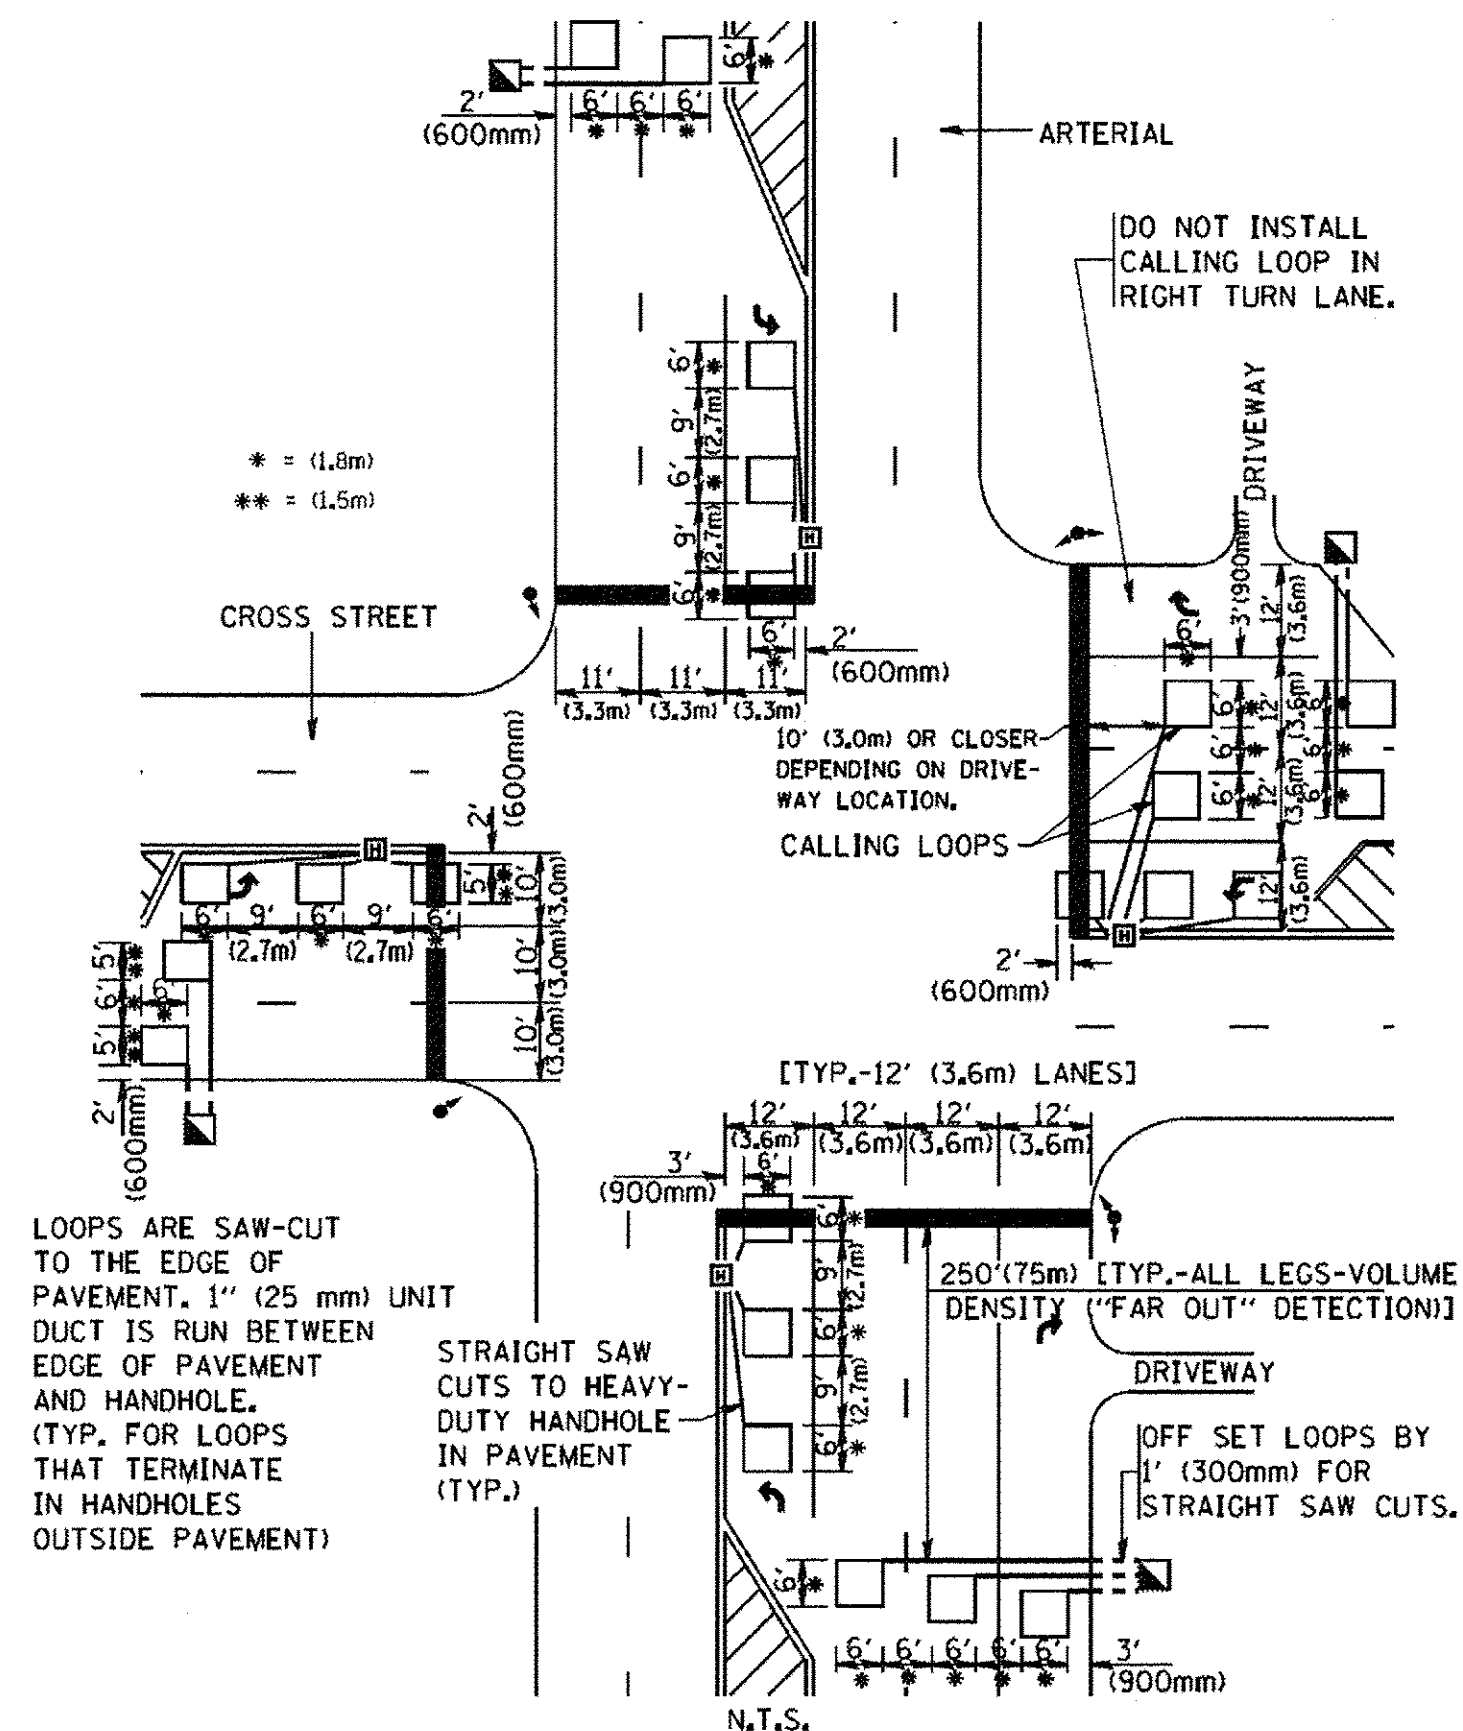 6'
*
2'
(600mm)
6' 6' 6'
* * *
ARTERIAL
DO NOT INSTALL
CALLING LOOP IN
RIGHT TURN LANE.
DRIVEWAY
* = (1.8m)
** = (1.5m)
6'
*
9'
(2.7m)
6'
*
9'
(2.7m)
6'
*
H
6'
*
2'
(600mm)
11' 11' 11'
(3.3m) (3.3m) (3.3m)
CROSS STREET
3'(900mm)
12'
(3.6m)
6'
*
6'
*
12'
(3.6m)
6'
*
6'
*
12'
(3.6m)
6'
*
6'
*
6'
*
12'
(3.6m)
10' (3.0m) OR CLOSER
DEPENDING ON DRIVE-
WAY LOCATION.
CALLING LOOPS
H
2'
(600mm)
2'
(600mm)
H
5'
**
10'
(3.0m)
6' 9' 6' 9' 6'
* (2.7m) * (2.7m) *
10'
(3.0m)
10'
(3.0m)
5'
**
6'
*
6'
*
5'
**
2'
(600mm)
[TYP.-12' (3.6m) LANES]
12' 12' 12' 12'
(3.6m) (3.6m) (3.6m) (3.6m)
3'
(900mm)
6'
*
6'
*
9'
(2.7m)
6'
*
9'
(2.7m)
6'
*
H
LOOPS ARE SAW-CUT
TO THE EDGE OF
PAVEMENT. 1" (25 mm) UNIT
DUCT IS RUN BETWEEN
EDGE OF PAVEMENT
AND HANDHOLE.
(TYP. FOR LOOPS
THAT TERMINATE
IN HANDHOLES
OUTSIDE PAVEMENT)
STRAIGHT SAW
CUTS TO HEAVY-
DUTY HANDHOLE
IN PAVEMENT
(TYP.)
250'(75m) [TYP.-ALL LEGS-VOLUME
DENSITY ("FAR OUT" DETECTION)]
DRIVEWAY
OFF SET LOOPS BY
1' (300mm) FOR
STRAIGHT SAW CUTS.
6'
*
6' 6' 6' 6' 6'
* * * * *
3'
(900mm)
N.T.S.